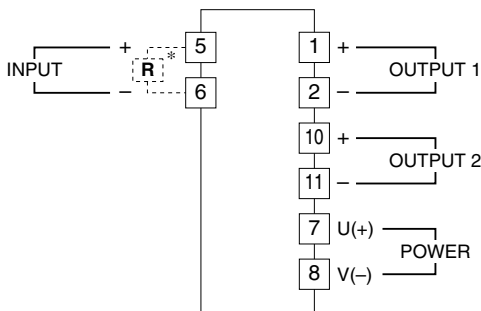 + 5 1 +
INPUT R * OUTPUT 1
– 6 2 –
10 +
OUTPUT 2
11 –
7 U(+)
POWER
8 V(–)